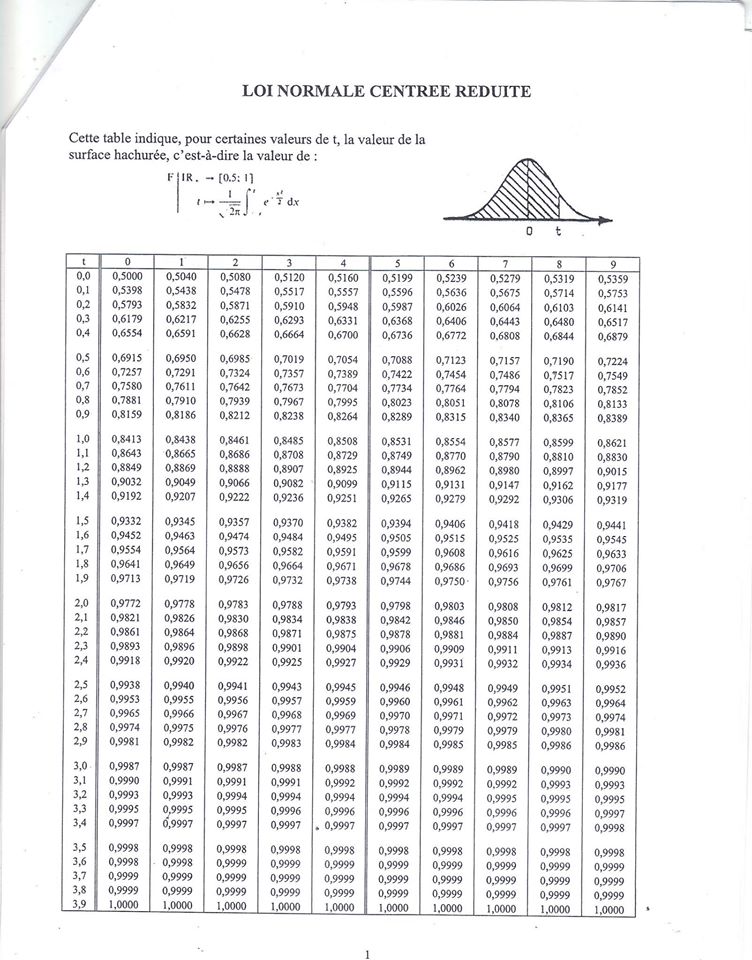 LOI NORMALE CENTREE REDUITE
Cette table indique, pour certaines valeurs de t, la valeur de la
surface hachurée, c'est-à-dire la valeur de :
F | IR. → [0.5; 1]
t ↦ 1/√2π ∫ t e -x²/2 dx
0 t
t 0 1 2 3 4 5 6 7 8 9
0,0 0,5000 0,5040 0,5080 0,5120 0,5160 0,5199 0,5239 0,5279 0,5319 0,5359
0,1 0,5398 0,5438 0,5478 0,5517 0,5557 0,5596 0,5636 0,5675 0,5714 0,5753
0,2 0,5793 0,5832 0,5871 0,5910 0,5948 0,5987 0,6026 0,6064 0,6103 0,6141
0,3 0,6179 0,6217 0,6255 0,6293 0,6331 0,6368 0,6406 0,6443 0,6480 0,6517
0,4 0,6554 0,6591 0,6628 0,6664 0,6700 0,6736 0,6772 0,6808 0,6844 0,6879
0,5 0,6915 0,6950 0,6985 0,7019 0,7054 0,7088 0,7123 0,7157 0,7190 0,7224
0,6 0,7257 0,7291 0,7324 0,7357 0,7389 0,7422 0,7454 0,7486 0,7517 0,7549
0,7 0,7580 0,7611 0,7642 0,7673 0,7704 0,7734 0,7764 0,7794 0,7823 0,7852
0,8 0,7881 0,7910 0,7939 0,7967 0,7995 0,8023 0,8051 0,8078 0,8106 0,8133
0,9 0,8159 0,8186 0,8212 0,8238 0,8264 0,8289 0,8315 0,8340 0,8365 0,8389
1,0 0,8413 0,8438 0,8461 0,8485 0,8508 0,8531 0,8554 0,8577 0,8599 0,8621
1,1 0,8643 0,8665 0,8686 0,8708 0,8729 0,8749 0,8770 0,8790 0,8810 0,8830
1,2 0,8849 0,8869 0,8888 0,8907 0,8925 0,8944 0,8962 0,8980 0,8997 0,9015
1,3 0,9032 0,9049 0,9066 0,9082 0,9099 0,9115 0,9131 0,9147 0,9162 0,9177
1,4 0,9192 0,9207 0,9222 0,9236 0,9251 0,9265 0,9279 0,9292 0,9306 0,9319
1,5 0,9332 0,9345 0,9357 0,9370 0,9382 0,9394 0,9406 0,9418 0,9429 0,9441
1,6 0,9452 0,9463 0,9474 0,9484 0,9495 0,9505 0,9515 0,9525 0,9535 0,9545
1,7 0,9554 0,9564 0,9573 0,9582 0,9591 0,9599 0,9608 0,9616 0,9625 0,9633
1,8 0,9641 0,9649 0,9656 0,9664 0,9671 0,9678 0,9686 0,9693 0,9699 0,9706
1,9 0,9713 0,9719 0,9726 0,9732 0,9738 0,9744 0,9750 0,9756 0,9761 0,9767
2,0 0,9772 0,9778 0,9783 0,9788 0,9793 0,9798 0,9803 0,9808 0,9812 0,9817
2,1 0,9821 0,9826 0,9830 0,9834 0,9838 0,9842 0,9846 0,9850 0,9854 0,9857
2,2 0,9861 0,9864 0,9868 0,9871 0,9875 0,9878 0,9881 0,9884 0,9887 0,9890
2,3 0,9893 0,9896 0,9898 0,9901 0,9904 0,9906 0,9909 0,9911 0,9913 0,9916
2,4 0,9918 0,9920 0,9922 0,9925 0,9927 0,9929 0,9931 0,9932 0,9934 0,9936
2,5 0,9938 0,9940 0,9941 0,9943 0,9945 0,9946 0,9948 0,9949 0,9951 0,9952
2,6 0,9953 0,9955 0,9956 0,9957 0,9959 0,9960 0,9961 0,9962 0,9963 0,9964
2,7 0,9965 0,9966 0,9967 0,9968 0,9969 0,9970 0,9971 0,9972 0,9973 0,9974
2,8 0,9974 0,9975 0,9976 0,9977 0,9977 0,9978 0,9979 0,9979 0,9980 0,9981
2,9 0,9981 0,9982 0,9982 0,9983 0,9984 0,9984 0,9985 0,9985 0,9986 0,9986
3,0 0,9987 0,9987 0,9987 0,9988 0,9988 0,9989 0,9989 0,9989 0,9990 0,9990
3,1 0,9990 0,9991 0,9991 0,9991 0,9992 0,9992 0,9992 0,9992 0,9993 0,9993
3,2 0,9993 0,9993 0,9994 0,9994 0,9994 0,9994 0,9994 0,9995 0,9995 0,9995
3,3 0,9995 0,9995 0,9995 0,9996 0,9996 0,9996 0,9996 0,9996 0,9996 0,9997
3,4 0,9997 0,9997 0,9997 0,9997 0,9997 0,9997 0,9997 0,9997 0,9997 0,9998
3,5 0,9998 0,9998 0,9998 0,9998 0,9998 0,9998 0,9998 0,9998 0,9998 0,9998
3,6 0,9998 0,9998 0,9999 0,9999 0,9999 0,9999 0,9999 0,9999 0,9999 0,9999
3,7 0,9999 0,9999 0,9999 0,9999 0,9999 0,9999 0,9999 0,9999 0,9999 0,9999
3,8 0,9999 0,9999 0,9999 0,9999 0,9999 0,9999 0,9999 0,9999 0,9999 0,9999
3,9 1,0000 1,0000 1,0000 1,0000 1,0000 1,0000 1,0000 1,0000 1,0000 1,0000
1